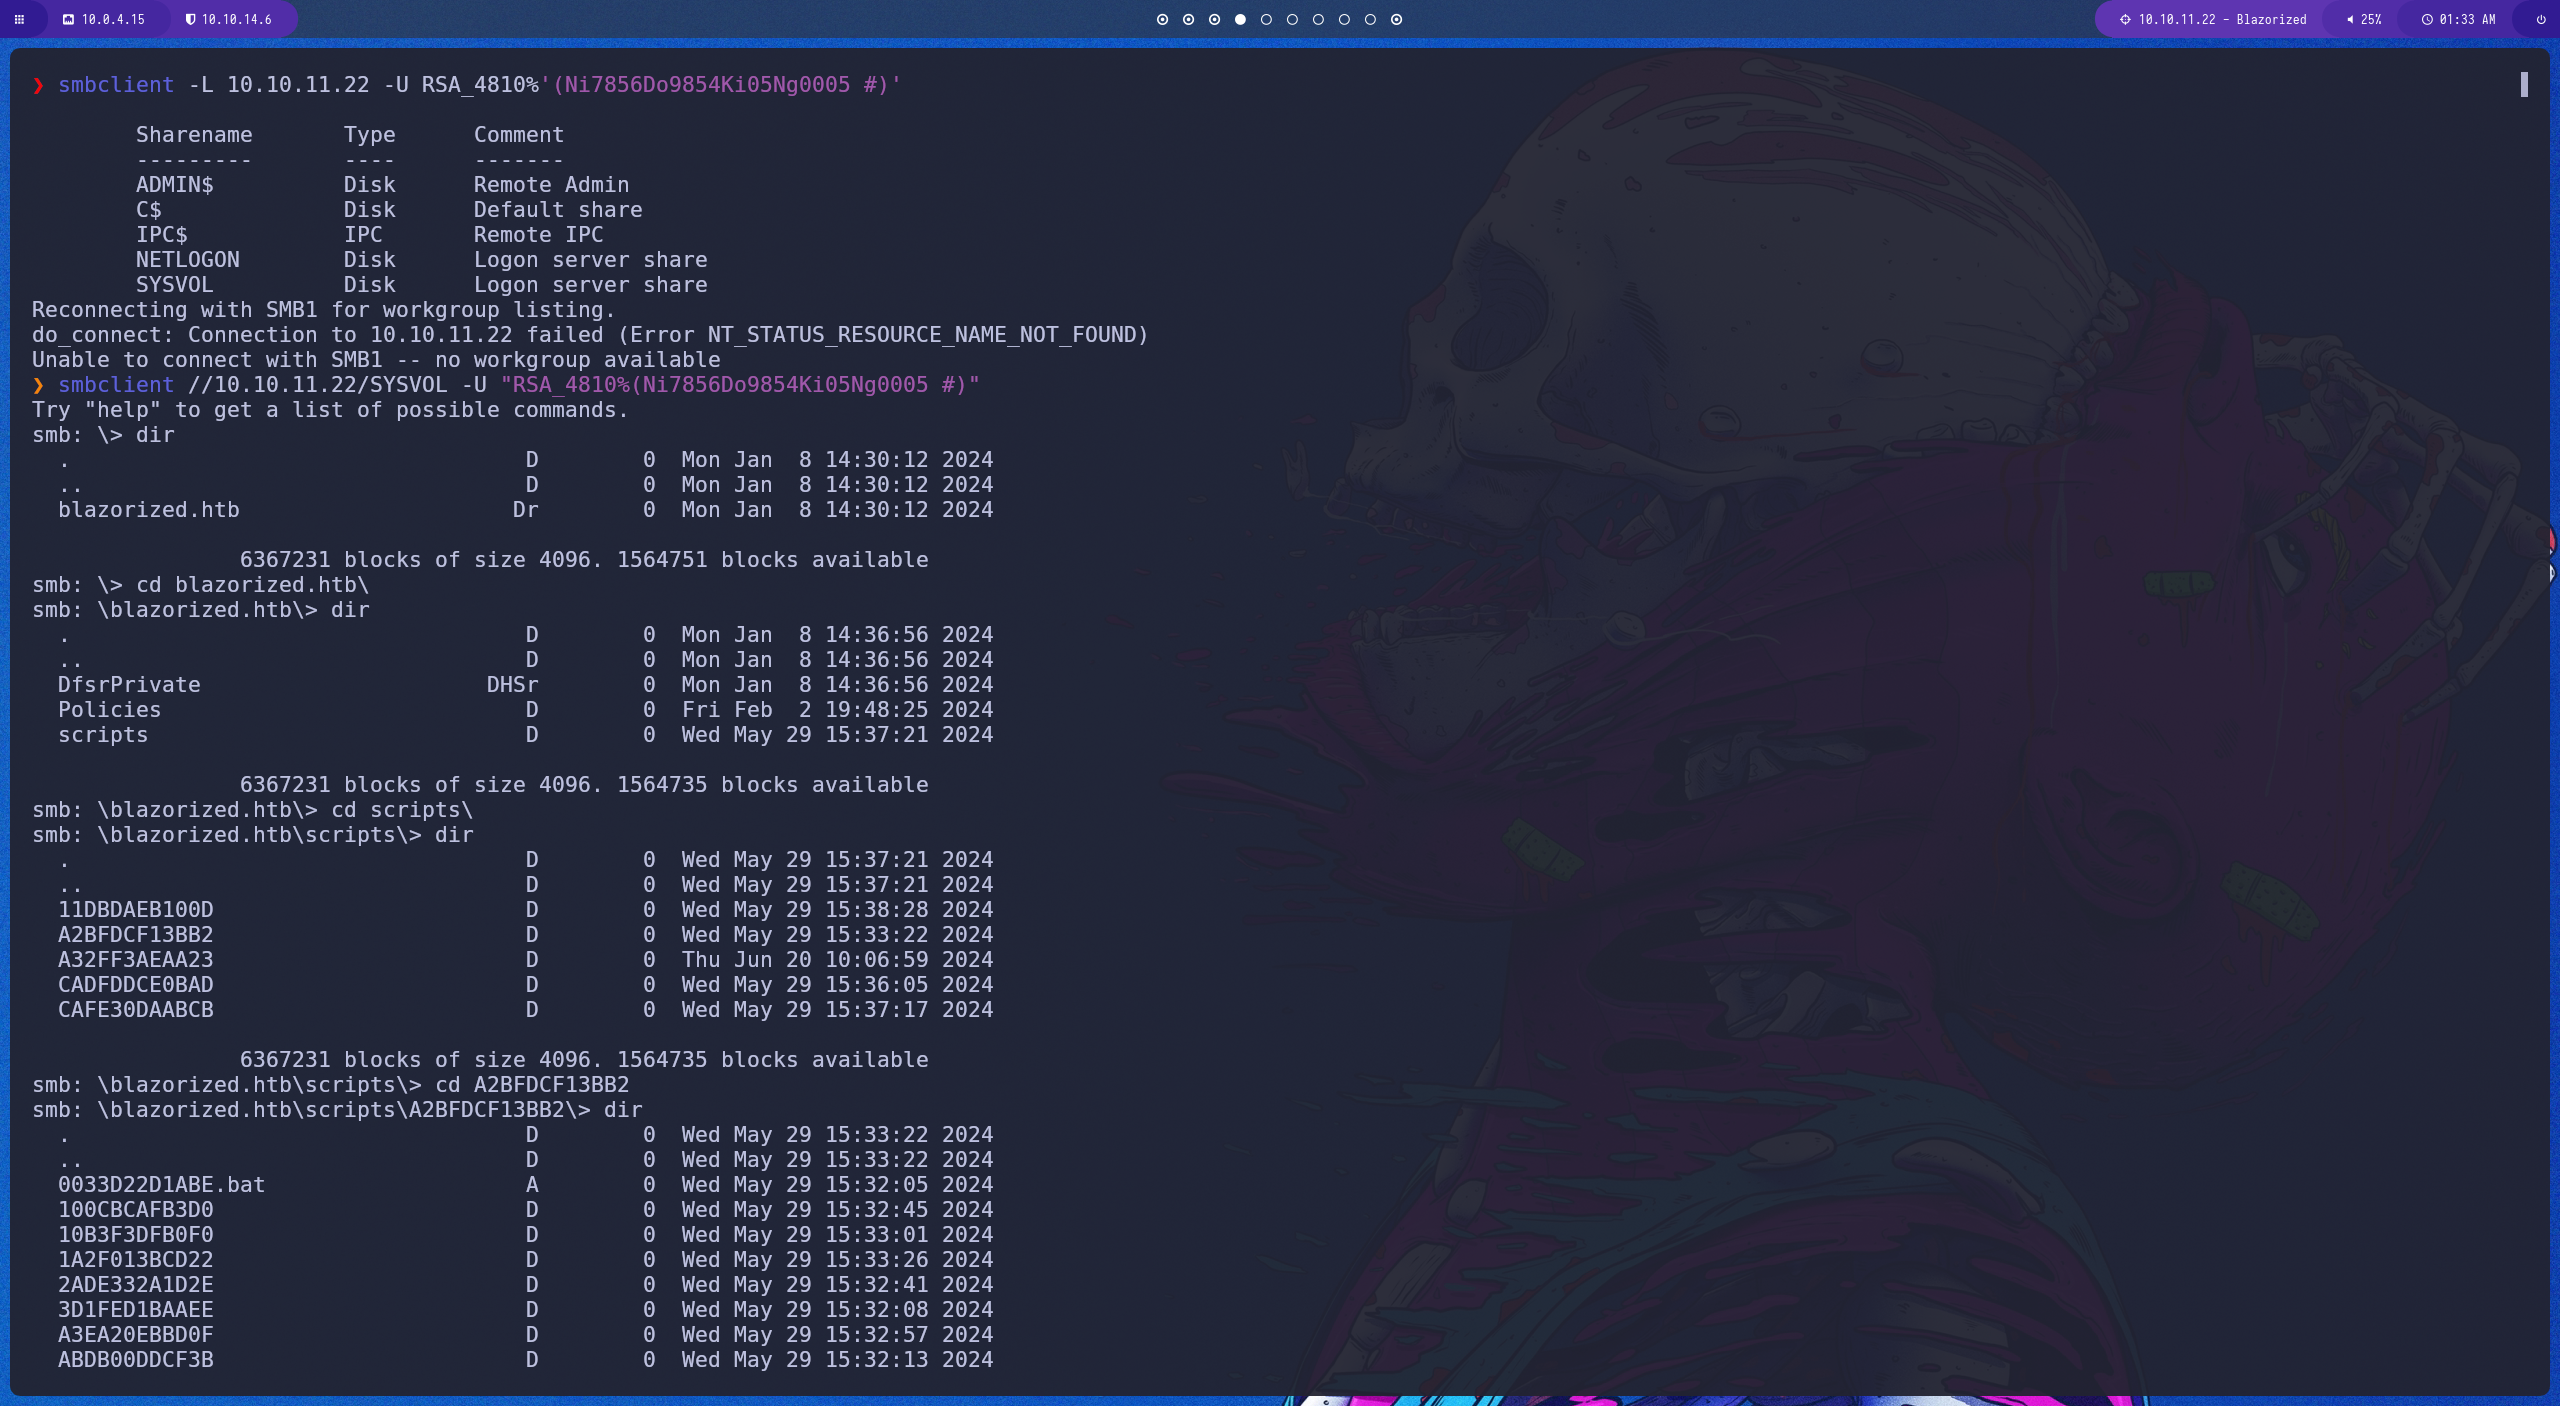 10.0.4.15 10.10.14.6 10.10.11.22 - Blazorized 25% 01:33 AM
❯ smbclient -L 10.10.11.22 -U RSA_4810%'(Ni7856Do9854Ki05Ng0005 #)'
Sharename Type Comment
--------- ---- -------
ADMIN$ Disk Remote Admin
C$ Disk Default share
IPC$ IPC Remote IPC
NETLOGON Disk Logon server share
SYSVOL Disk Logon server share
Reconnecting with SMB1 for workgroup listing.
do_connect: Connection to 10.10.11.22 failed (Error NT_STATUS_RESOURCE_NAME_NOT_FOUND)
Unable to connect with SMB1 -- no workgroup available
❯ smbclient //10.10.11.22/SYSVOL -U "RSA_4810%(Ni7856Do9854Ki05Ng0005 #)"
Try "help" to get a list of possible commands.
smb: \> dir
. D 0 Mon Jan 8 14:30:12 2024
.. D 0 Mon Jan 8 14:30:12 2024
blazorized.htb Dr 0 Mon Jan 8 14:30:12 2024
6367231 blocks of size 4096. 1564751 blocks available
smb: \> cd blazorized.htb\
smb: \blazorized.htb\> dir
. D 0 Mon Jan 8 14:36:56 2024
.. D 0 Mon Jan 8 14:36:56 2024
DfsrPrivate DHSr 0 Mon Jan 8 14:36:56 2024
Policies D 0 Fri Feb 2 19:48:25 2024
scripts D 0 Wed May 29 15:37:21 2024
6367231 blocks of size 4096. 1564735 blocks available
smb: \blazorized.htb\> cd scripts\
smb: \blazorized.htb\scripts\> dir
. D 0 Wed May 29 15:37:21 2024
.. D 0 Wed May 29 15:37:21 2024
11DBDAEB100D D 0 Wed May 29 15:38:28 2024
A2BFDCF13BB2 D 0 Wed May 29 15:33:22 2024
A32FF3AEAA23 D 0 Thu Jun 20 10:06:59 2024
CADFDDCE0BAD D 0 Wed May 29 15:36:05 2024
CAFE30DAABCB D 0 Wed May 29 15:37:17 2024
6367231 blocks of size 4096. 1564735 blocks available
smb: \blazorized.htb\scripts\> cd A2BFDCF13BB2
smb: \blazorized.htb\scripts\A2BFDCF13BB2\> dir
. D 0 Wed May 29 15:33:22 2024
.. D 0 Wed May 29 15:33:22 2024
0033D22D1ABE.bat A 0 Wed May 29 15:32:05 2024
100CBCAFB3D0 D 0 Wed May 29 15:32:45 2024
10B3F3DFB0F0 D 0 Wed May 29 15:33:01 2024
1A2F013BCD22 D 0 Wed May 29 15:33:26 2024
2ADE332A1D2E D 0 Wed May 29 15:32:41 2024
3D1FED1BAAEE D 0 Wed May 29 15:32:08 2024
A3EA20EBBD0F D 0 Wed May 29 15:32:57 2024
ABDB00DDCF3B D 0 Wed May 29 15:32:13 2024